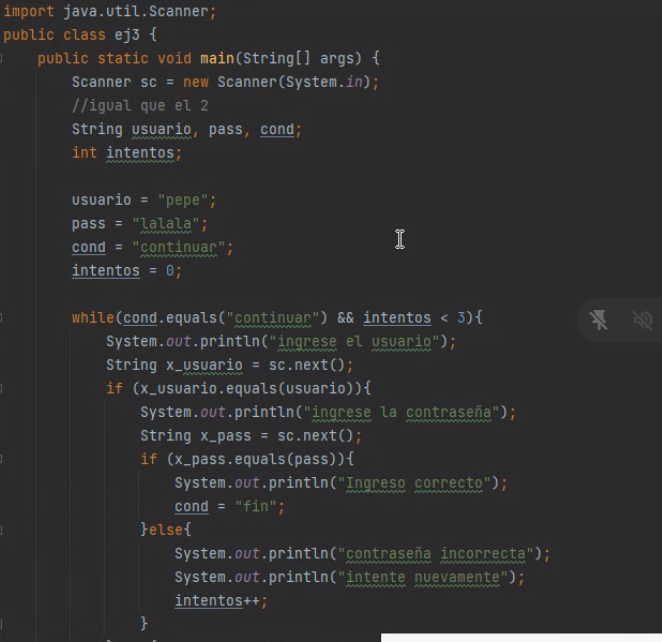 import java.util.Scanner;
public class ej3 {
    public static void main(String[] args) {
        Scanner sc = new Scanner(System.in);
        //igual que el 2
        String usuario, pass, cond;
        int intentos;

        usuario = "pepe";
        pass = "lalala";
        cond = "continuar";
        intentos = 0;

        while(cond.equals("continuar") && intentos < 3){
            System.out.println("ingrese el usuario");
            String x_usuario = sc.next();
            if (x_usuario.equals(usuario)){
                System.out.println("ingrese la contraseña");
                String x_pass = sc.next();
                if (x_pass.equals(pass)){
                    System.out.println("Ingreso correcto");
                    cond = "fin";
                }else{
                    System.out.println("contraseña incorrecta");
                    System.out.println("intente nuevamente");
                    intentos++;
                }